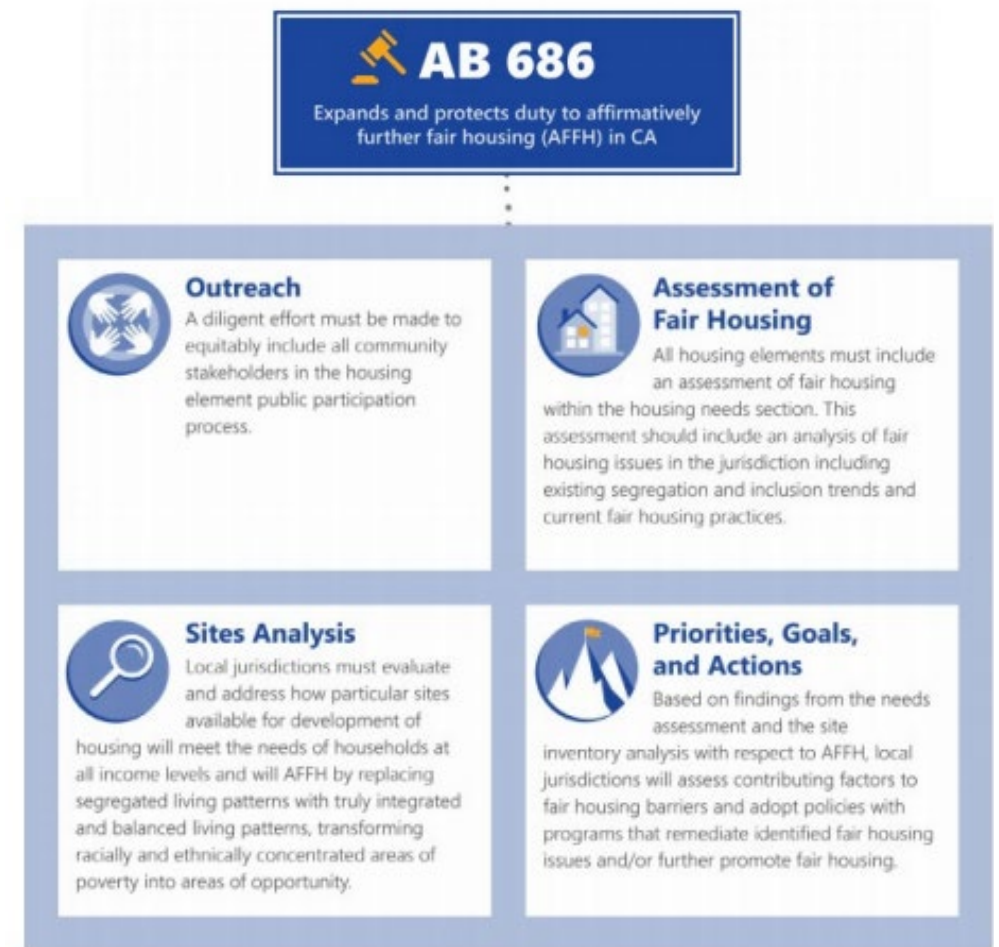 AB 686
Expands and protects duty to affirmatively
further fair housing (AFFH) in CA
Outreach
A diligent effort must be made to
equitably include all community
stakeholders in the housing
element public participation
process.
Assessment of
Fair Housing
All housing elements must include
an assessment of fair housing
within the housing needs section. This
assessment should include an analysis of fair
housing issues in the jurisdiction including
existing segregation and inclusion trends and
current fair housing practices.
Sites Analysis
Local jurisdictions must evaluate
and address how particular sites
available for development of
housing will meet the needs of households at
all income levels and will AFFH by replacing
segregated living patterns with truly integrated
and balanced living patterns, transforming
racially and ethnically concentrated areas of
poverty into areas of opportunity.
Priorities, Goals,
and Actions
Based on findings from the needs
assessment and the site
inventory analysis with respect to AFFH, local
jurisdictions will assess contributing factors to
fair housing barriers and adopt policies with
programs that remediate identified fair housing
issues and/or further promote fair housing.